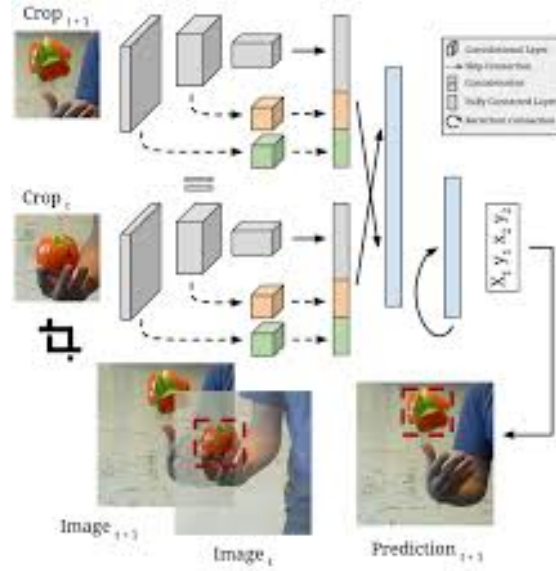 Crop t + 1
Convolutional Layer
Skip Connection
Concatenation
Fully Connected Layer
Recurrent Connection
Crop t
X₁ y₁ x₂ y₂
Image t + 1
Image t
Prediction t + 1